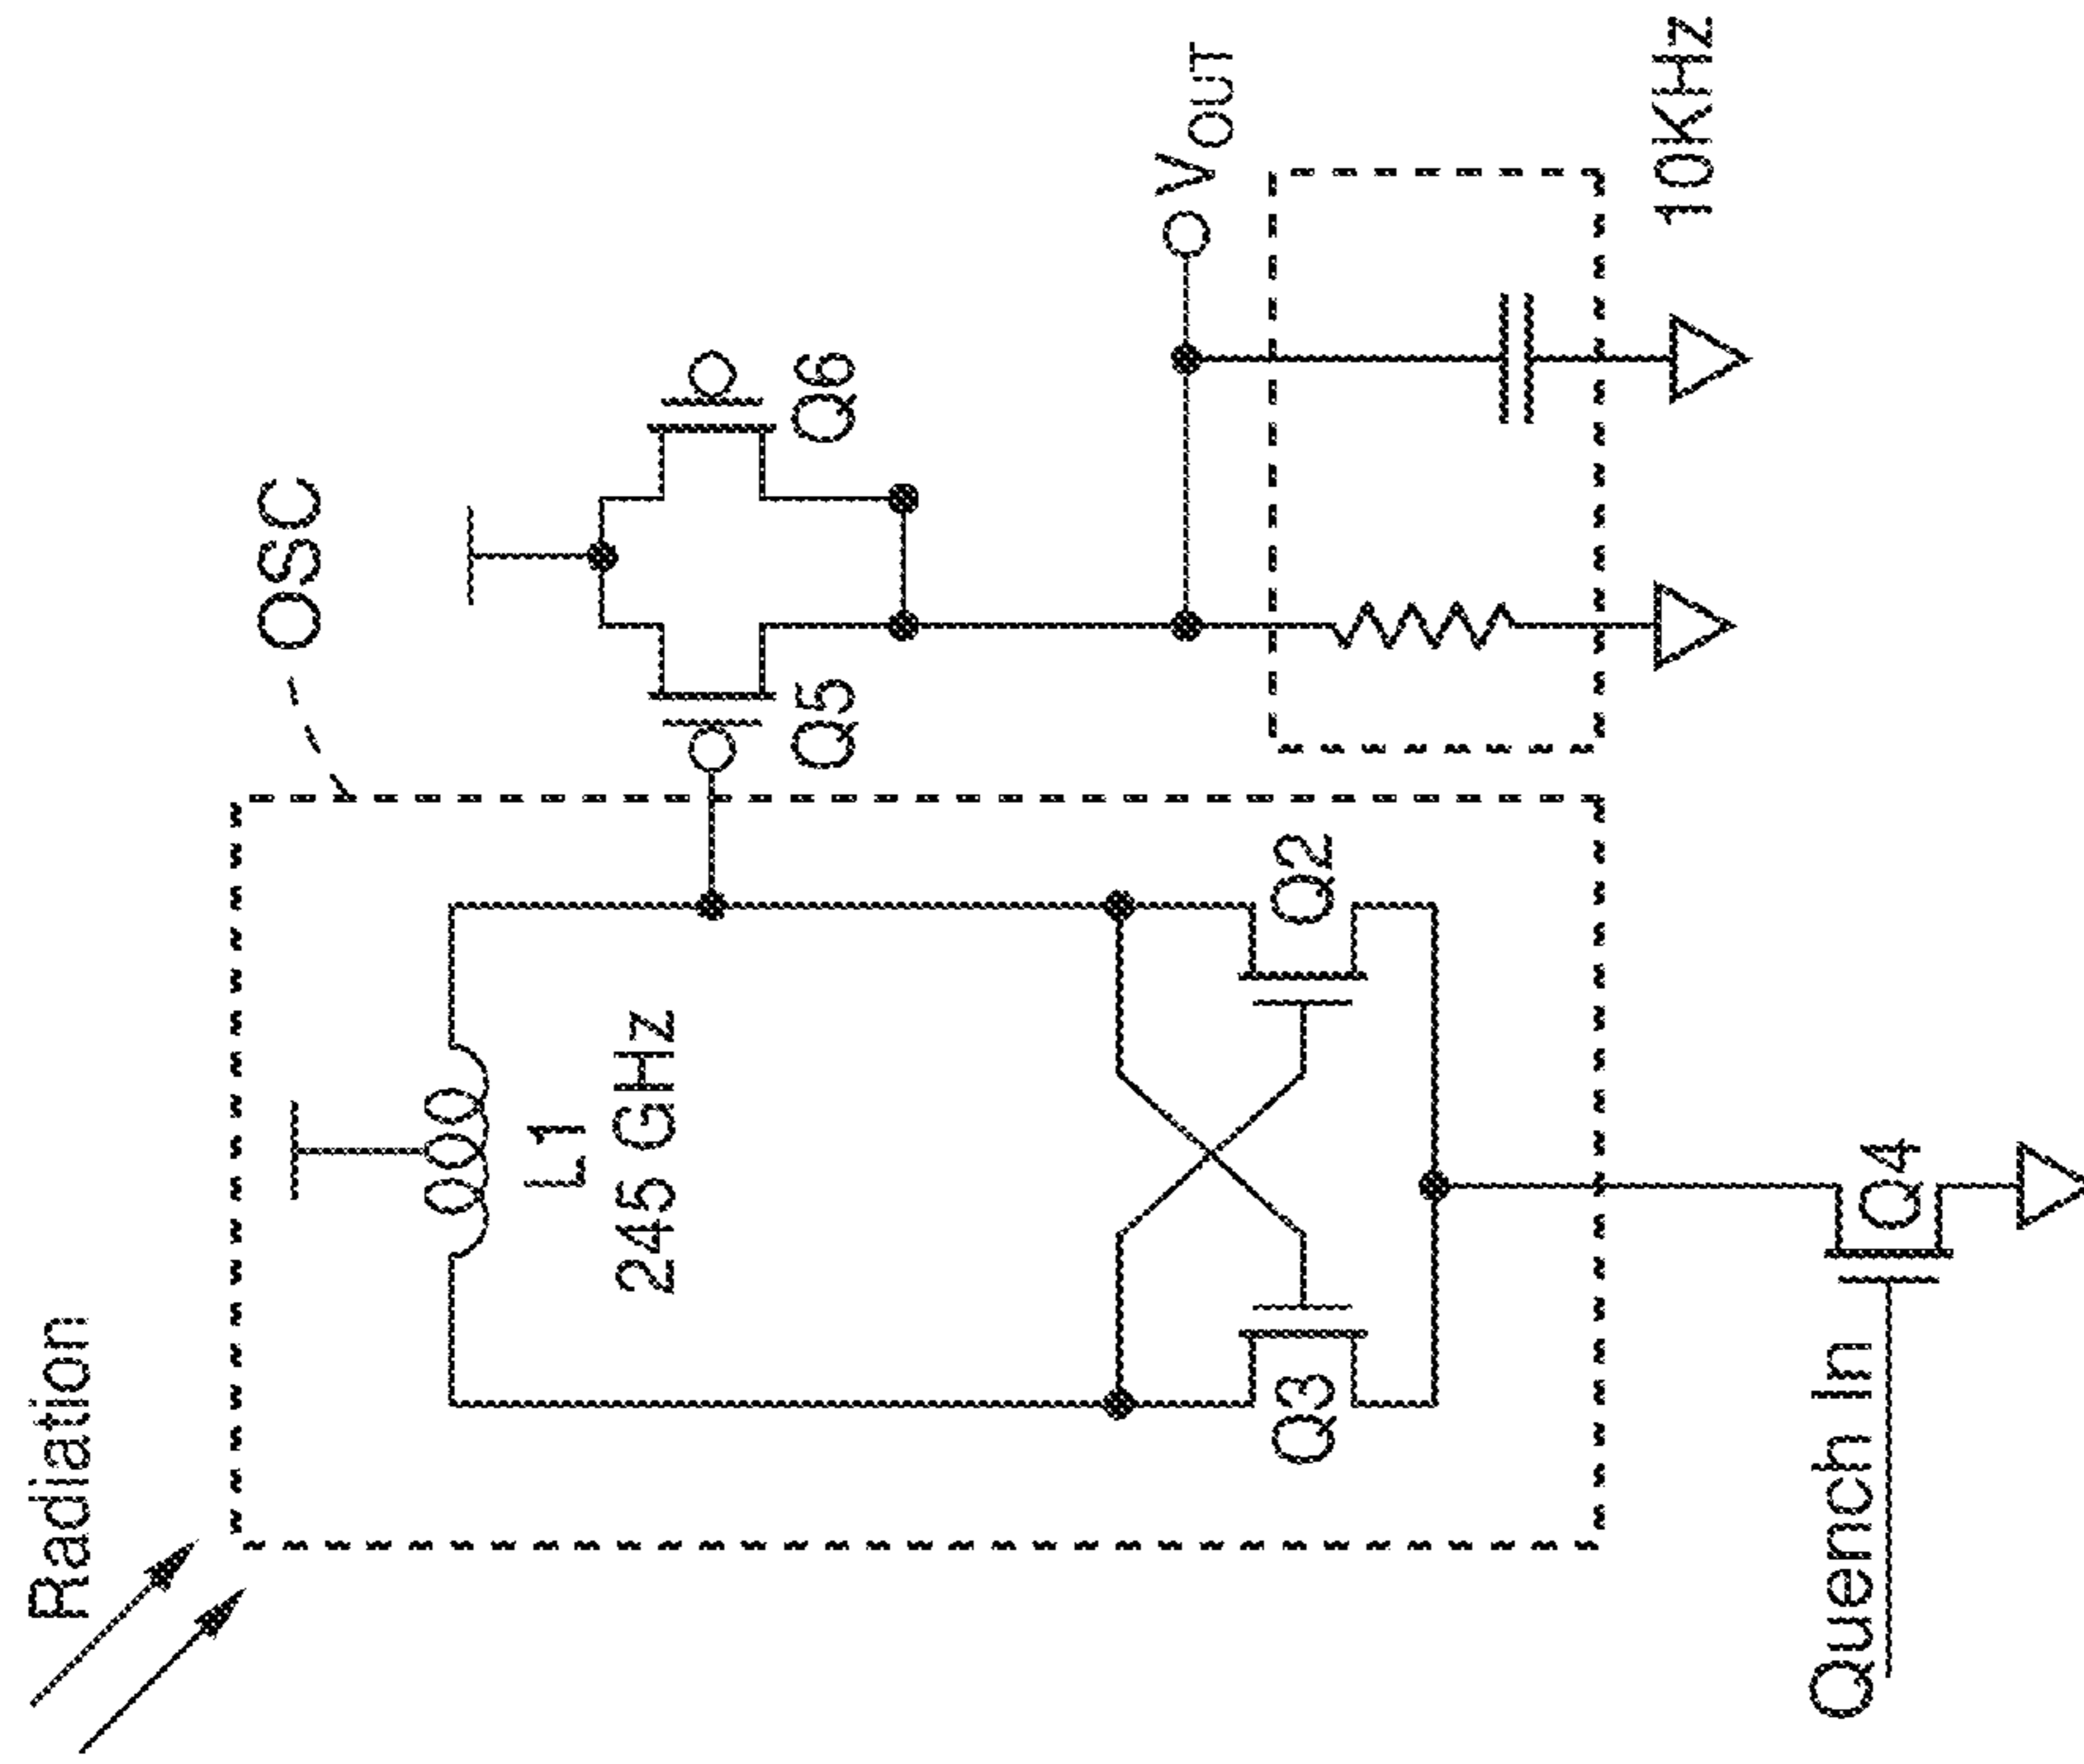 Radiation
OSC
L1
245 GHz
Q5
Q6
Q3
Q2
VOUT
10KHz
Quench In
Q4